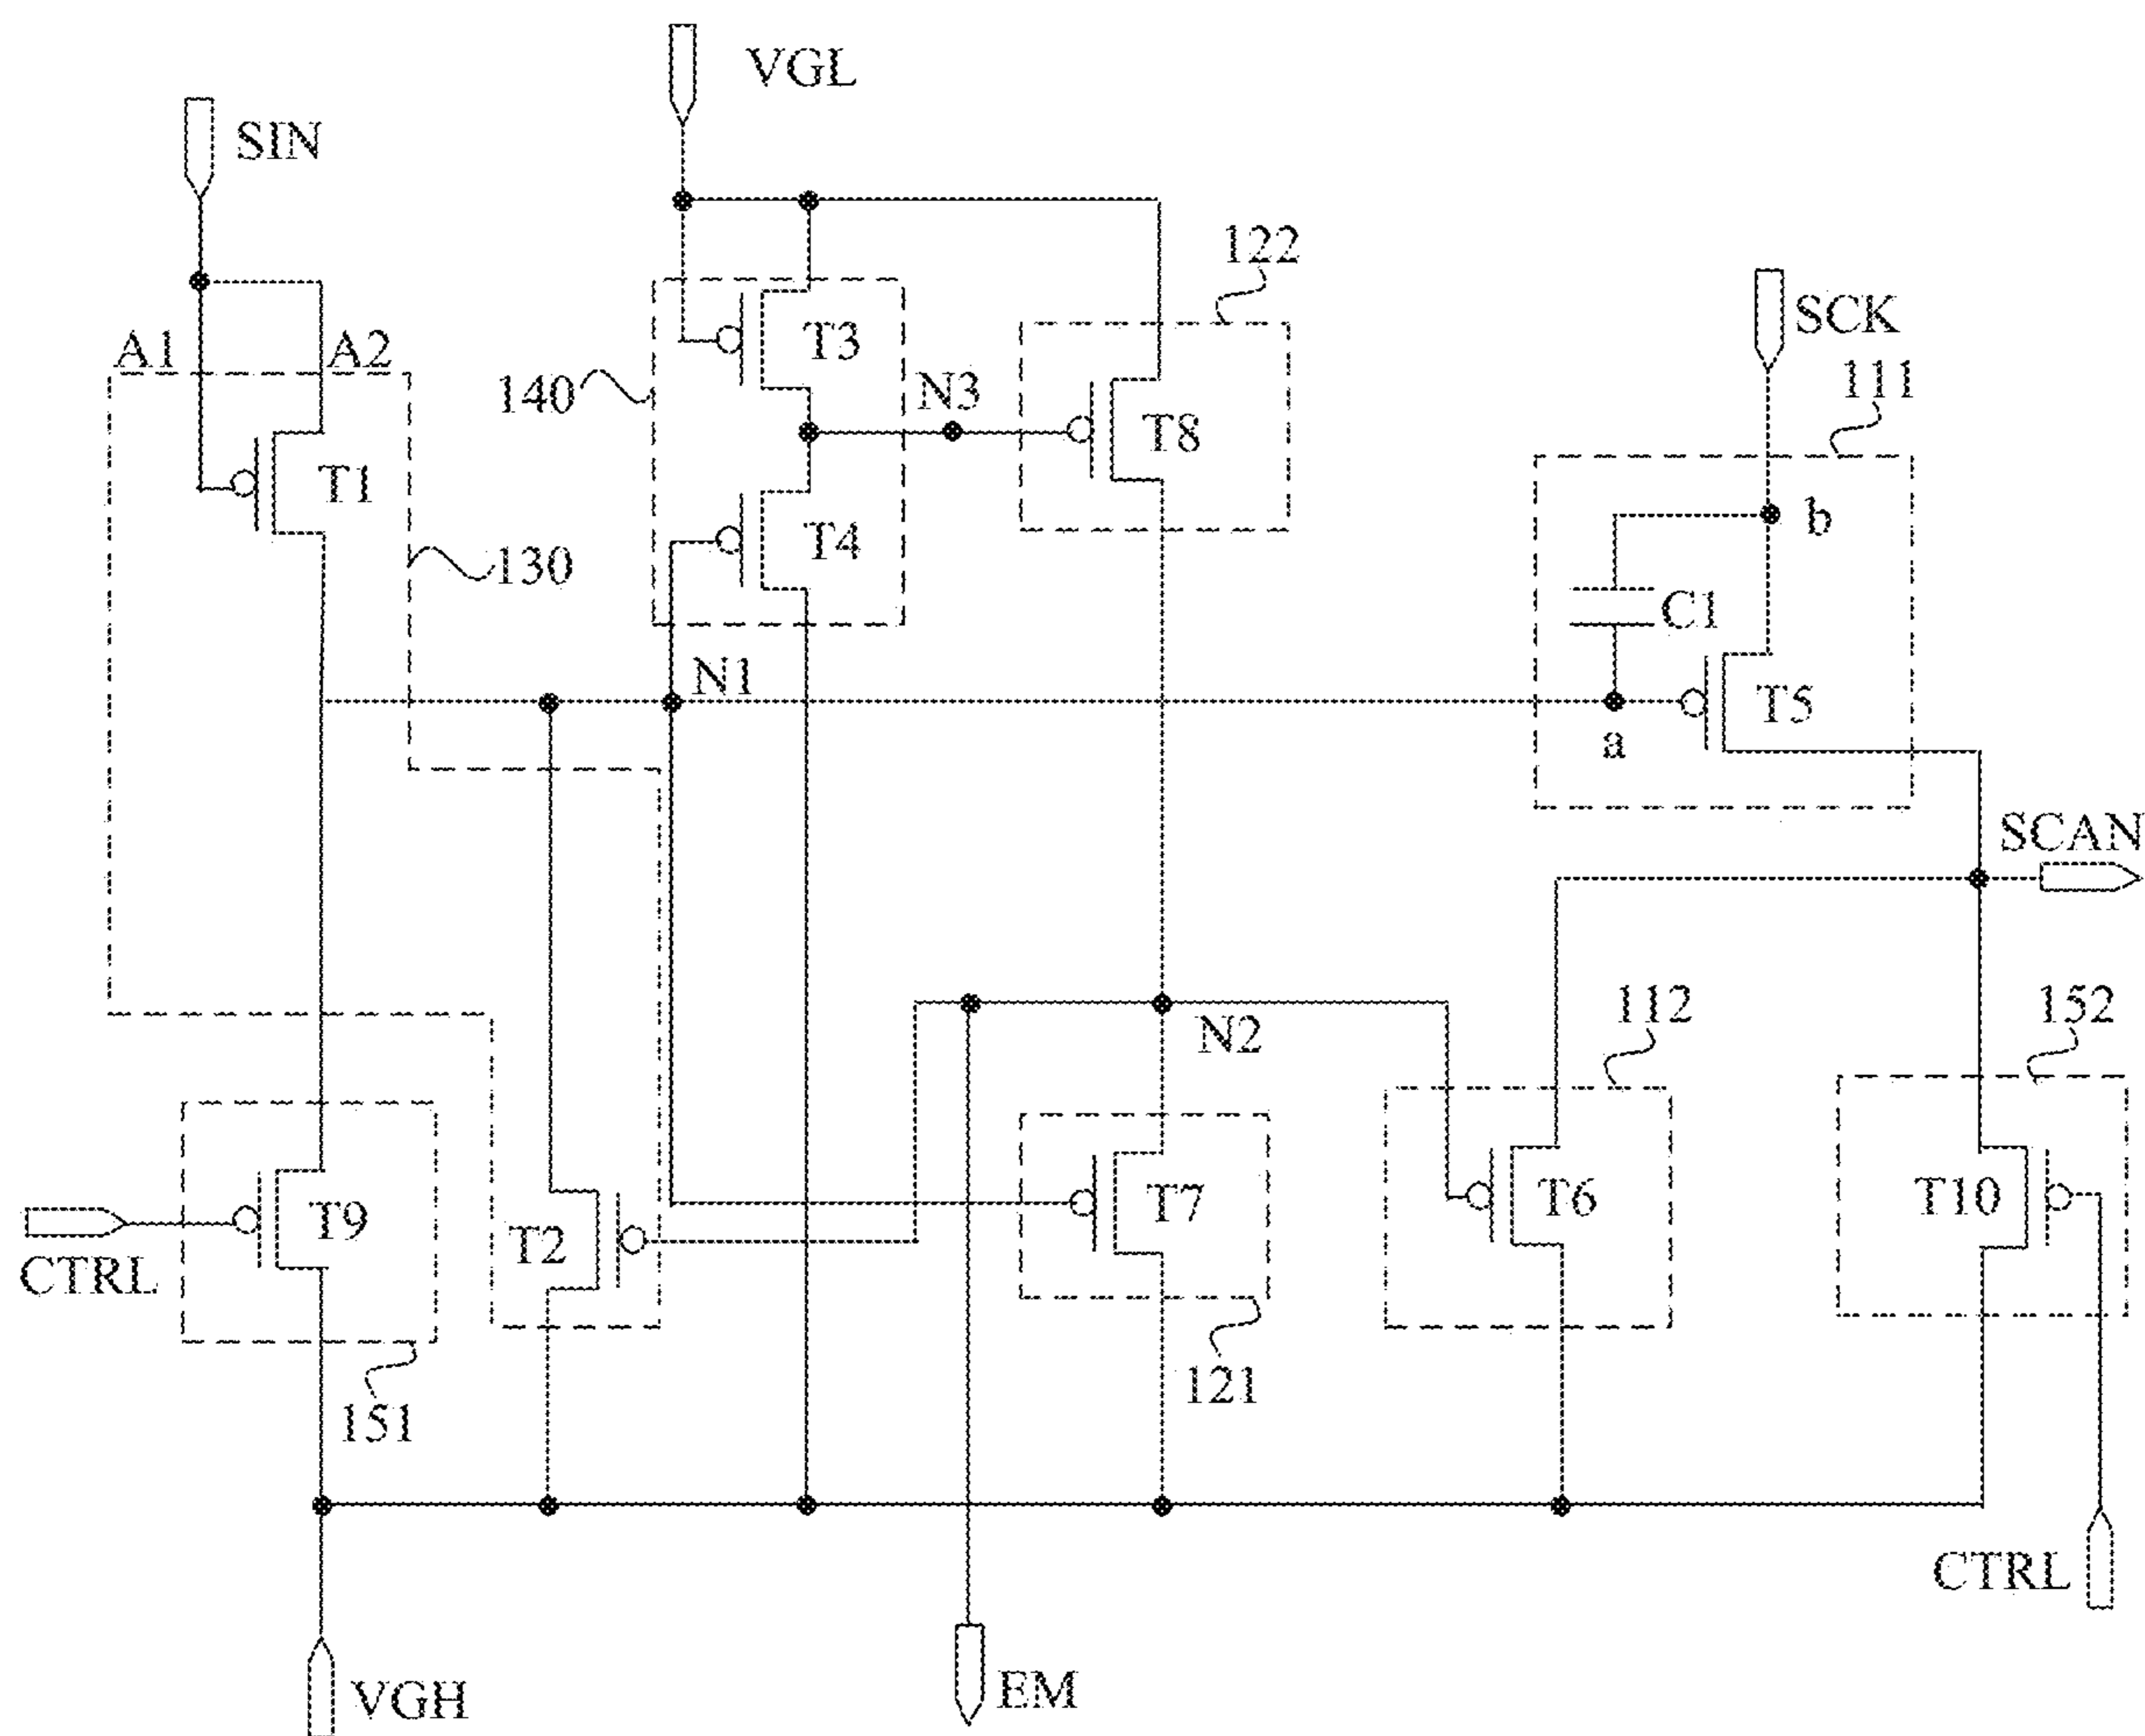 VGL
SIN
122
SCK
A1
A2
T3
111
140
N3
T8
T1
b
T4
130
C1
N1
T5
a
SCAN
112
152
N2
T9
T2
T7
T6
T10
CTRL
121
151
CTRL
VGH
EM